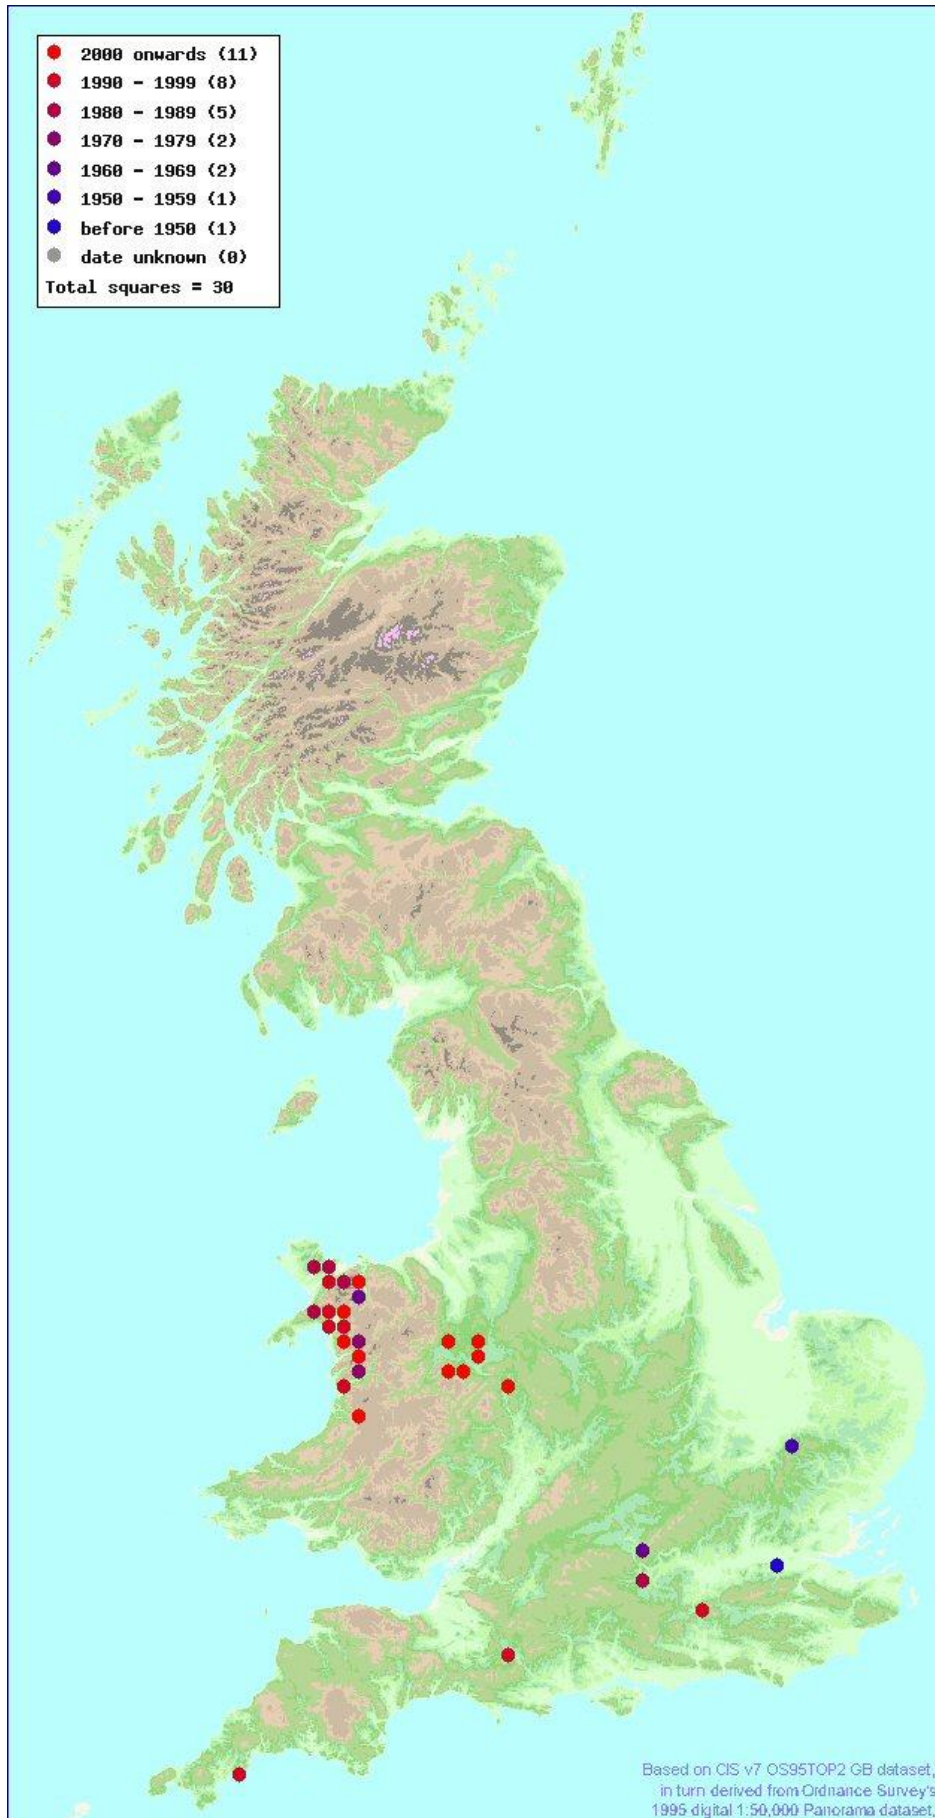 2000 onwards (11)
1990 - 1999 (8)
1980 - 1989 (5)
1970 - 1979 (2)
1960 - 1969 (2)
1950 - 1959 (1)
before 1950 (1)
date unknown (0)
Total squares = 30
Based on CIS v7 OS95TOP2 GB dataset,
in turn derived from Ordnance Survey's
1995 digital 1:50,000 Panorama dataset.